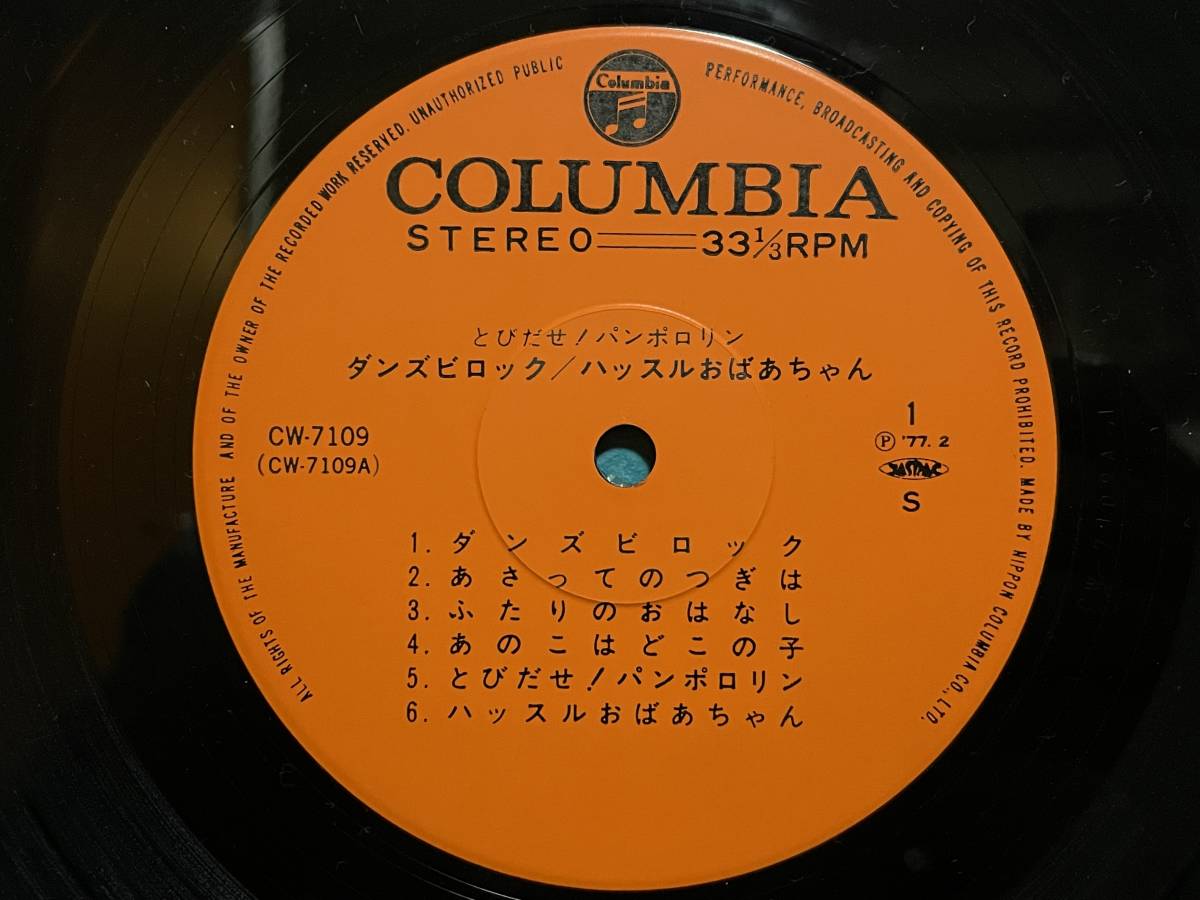 Columbia
ALL RIGHTS OF THE MANUFACTURE AND OF THE OWNER OF THE RECORDED WORK RESERVED. UNAUTHORIZED PUBLIC PERFORMANCE, BROADCASTING AND COPYING OF THIS RECORD PROHIBITED. MADE BY NIPPON COLUMBIA CO., LTD.
COLUMBIA
STEREO 33⅓RPM
とびだせ!パンポロリン
ダンズビロック/ハッスルおばあちゃん
CW-7109
(CW-7109A)
1
Ⓟ '77. 2
JASRAC
S
1. ダンズビロック
2. あさってのつぎは
3. ふたりのおはなし
4. あのこはどこの子
5. とびだせ!パンポロリン
6. ハッスルおばあちゃん